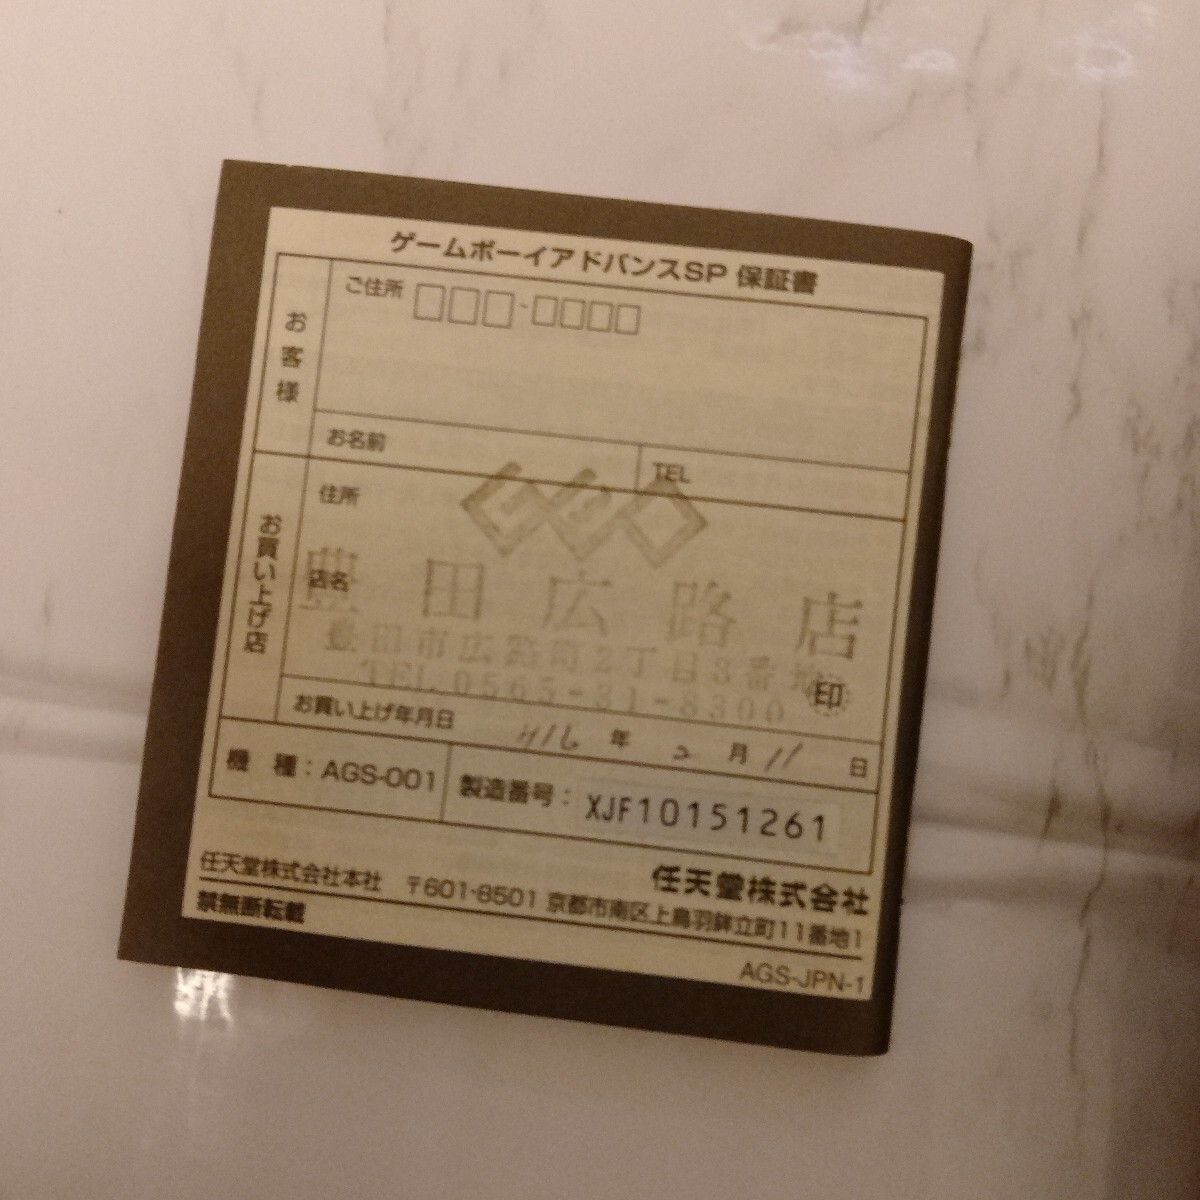 ゲームボーイアドバンスSP 保証書
お客様
ご住所 □□□-□□□□
お名前
TEL
お買い上げ店
住所
GEO
店名
豊田広路店
豊田市広路町2丁目3番地
TEL 0565-31-8300
印
お買い上げ年月日 H16 年 2 月 11 日
機 種：AGS-001
製造番号：XJF10151261
任天堂株式会社
任天堂株式会社本社 〒601-8501 京都市南区上鳥羽鉾立町11番地1
禁無断転載
AGS-JPN-1